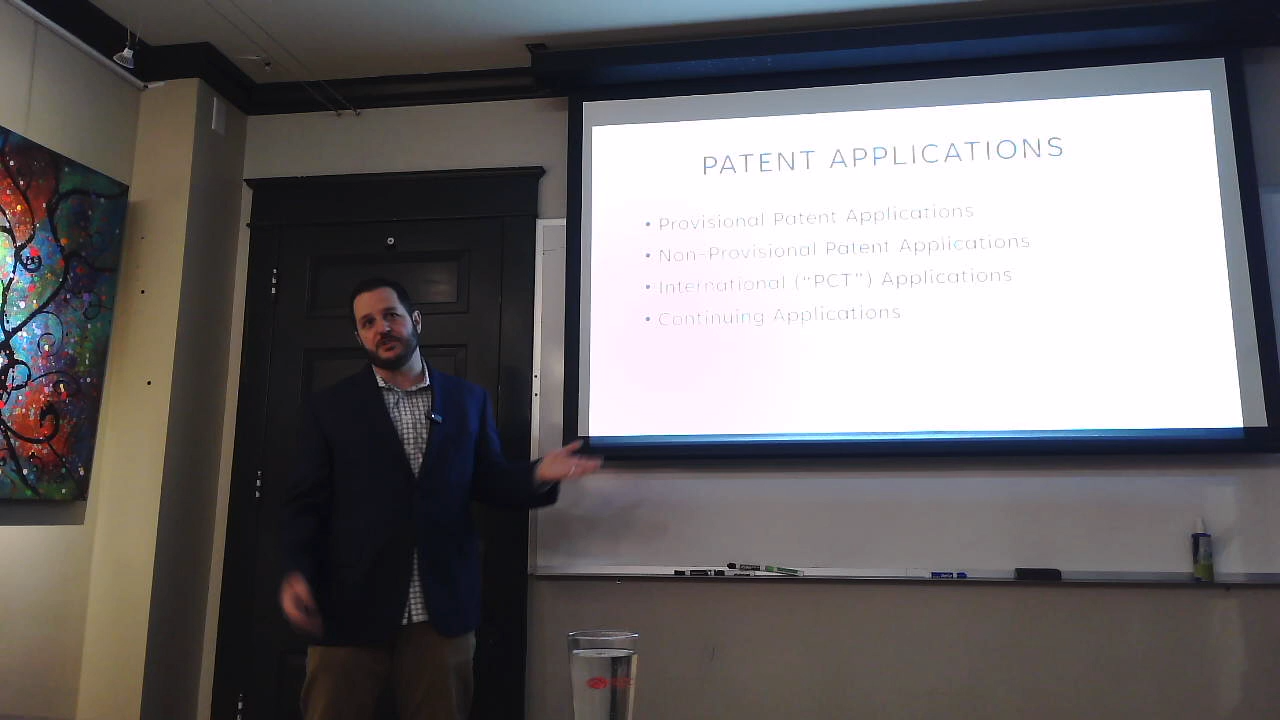 PATENT APPLICATIONS
• Provisional Patent Applications
• Non-Provisional Patent Applications
• International (“PCT”) Applications
• Continuing Applications